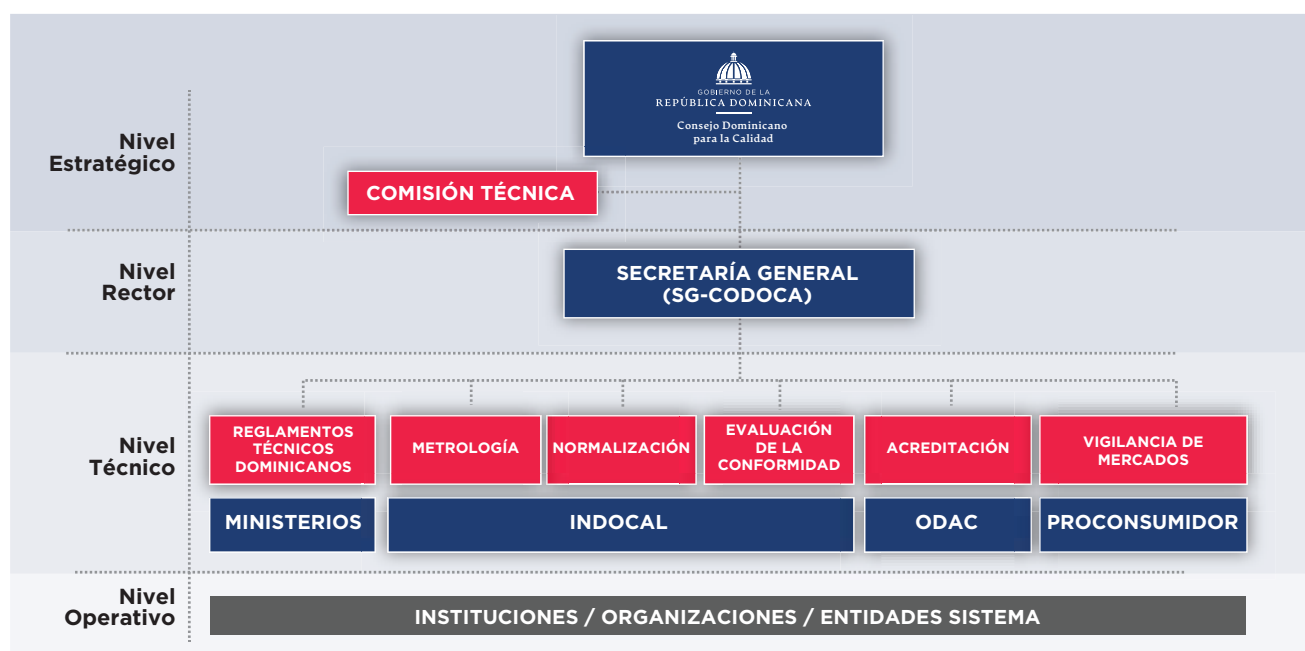 GOBIERNO DE LA
REPÚBLICA DOMINICANA
Consejo Dominicano
para la Calidad
Nivel
Estratégico
COMISIÓN TÉCNICA
Nivel
Rector
SECRETARÍA GENERAL
(SG-CODOCA)
Nivel
Técnico
REGLAMENTOS
TÉCNICOS
DOMINICANOS
METROLOGÍA
NORMALIZACIÓN
EVALUACIÓN
DE LA
CONFORMIDAD
ACREDITACIÓN
VIGILANCIA DE
MERCADOS
MINISTERIOS
INDOCAL
ODAC
PROCONSUMIDOR
Nivel
Operativo
INSTITUCIONES / ORGANIZACIONES / ENTIDADES SISTEMA